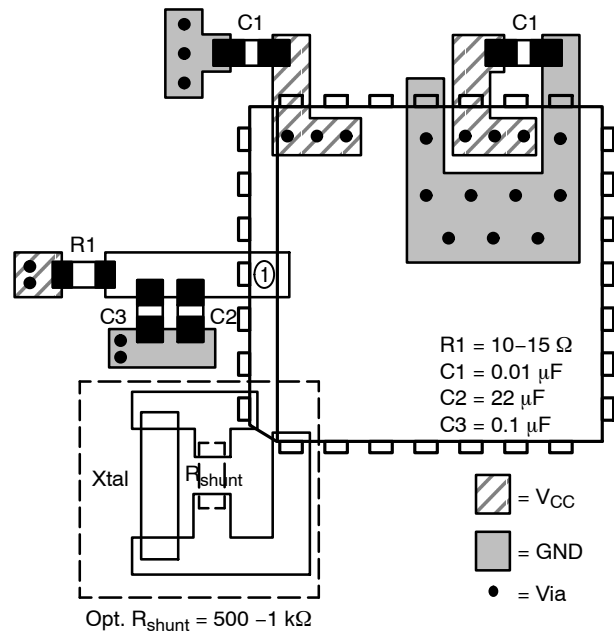 C1
C1
R1
1
C3
C2
R1 = 10–15 Ω
C1 = 0.01 μF
C2 = 22 μF
C3 = 0.1 μF
Xtal
Rshunt
= VCC
= GND
= Via
Opt. Rshunt = 500 –1 kΩ